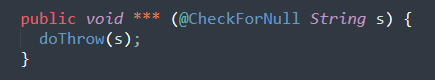 public void *** (@CheckForNull String s) {
  doThrow(s);
}